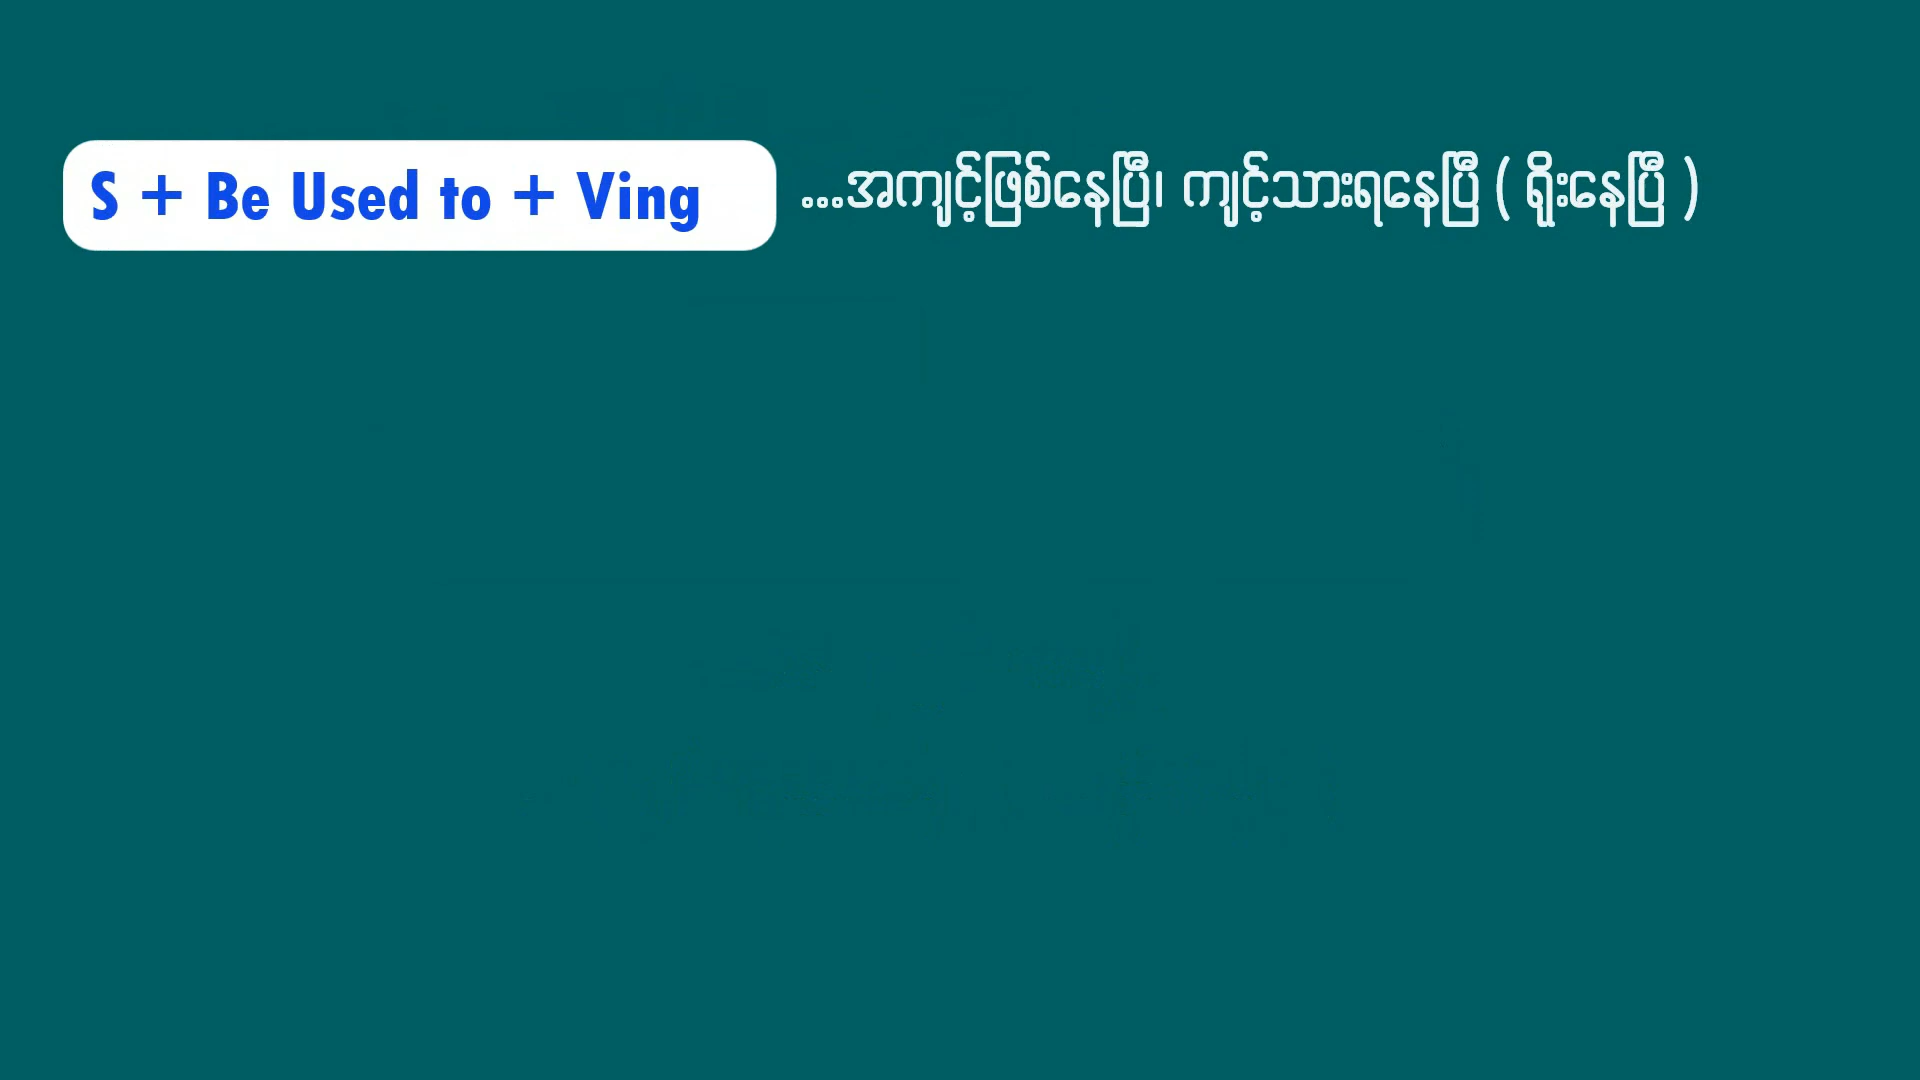 S + Be Used to + Ving ...အကျင့်ဖြစ်နေပြီ၊ ကျင့်သားရနေပြီ ( ရိုးနေပြီ )